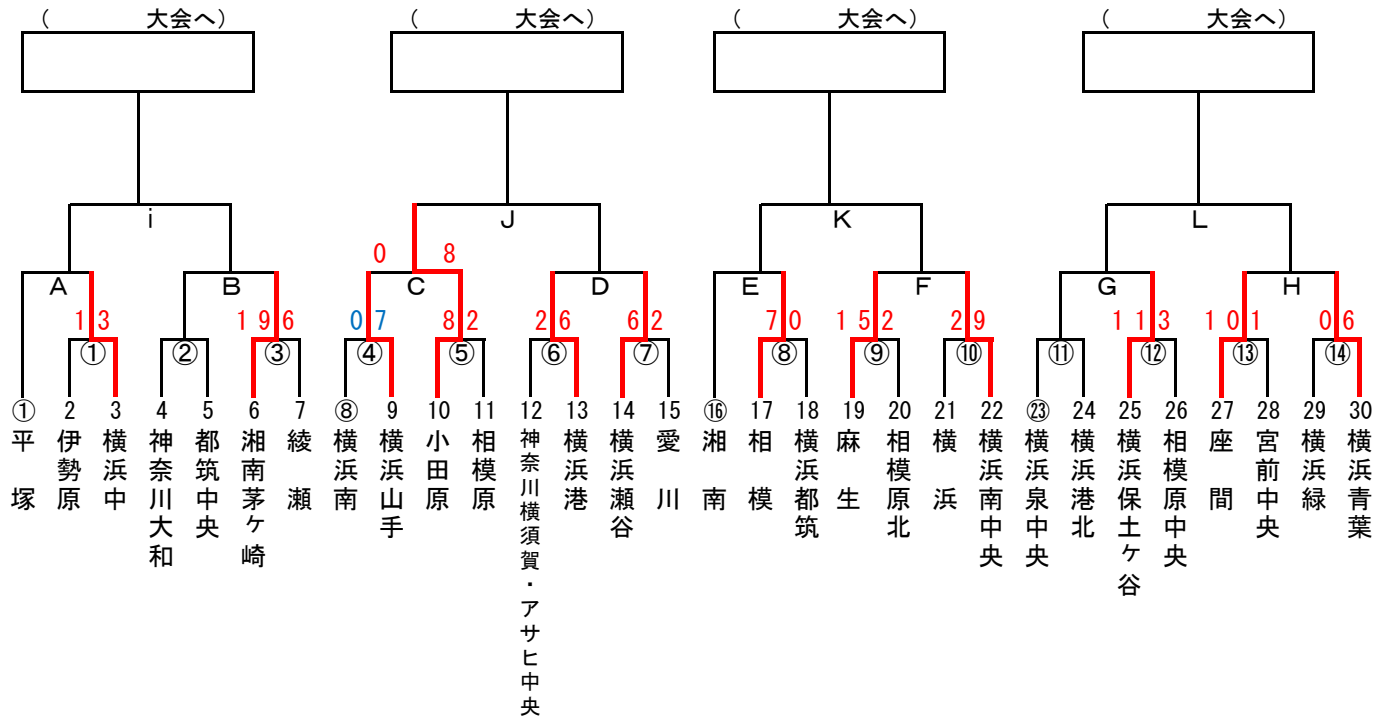 （　　　　大会へ）　（　　　　大会へ）　（　　　　大会へ）　（　　　　大会へ）
i　J　K　L
0　8
A　B　C　D　E　F　G　H
1 3　1 9 6　0 7　8 2　2 6　6 2　7 0　1 5 2　2 9　1 1 3　1 0 1　0 6
①　②　③　④　⑤　⑥　⑦　⑧　⑨　⑩　⑪　⑫　⑬　⑭
①　2　3　4　5　6　7　⑧　9　10　11　12　13　14　15　⑯　17　18　19　20　21　22　㉓　24　25　26　27　28　29　30
平塚
伊勢原
横浜中
神奈川大和
都筑中央
湘南茅ケ崎
綾瀬
横浜南
横浜山手
小田原
相模原
神奈川横須賀・アサヒ中央
横浜港
横浜瀬谷
愛川
湘南
相模
横浜都筑
麻生
相模原北
横浜
横浜南中央
横浜泉中央
横浜港北
横浜保土ケ谷
相模原中央
座間
宮前中央
横浜緑
横浜青葉